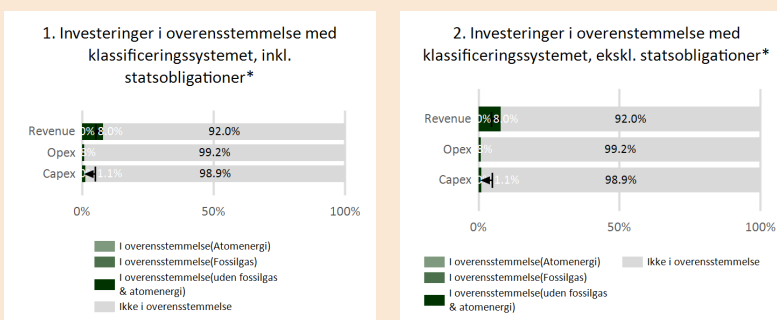 1. Investeringer i overensstemmelse med
klassificeringssystemet, inkl.
statsobligationer*
Revenue 8.0% 92.0%
Opex 99.2%
Capex 1.1% 98.9%
0% 50% 100%
I overensstemmelse(Atomenergi)
I overensstemmelse(Fossilgas)
I overensstemmelse(uden fossilgas
& atomenergi)
Ikke i overensstemmelse
2. Investeringer i overenstemmelse med
klassificeringssystemet, ekskl. statsobligationer*
Revenue 8.0% 92.0%
Opex 99.2%
Capex 1.1% 98.9%
0% 50% 100%
I overensstemmelse(Atomenergi) Ikke i overensstemmelse
I overensstemmelse(Fossilgas)
I overensstemmelse(uden fossilgas
& atomenergi)